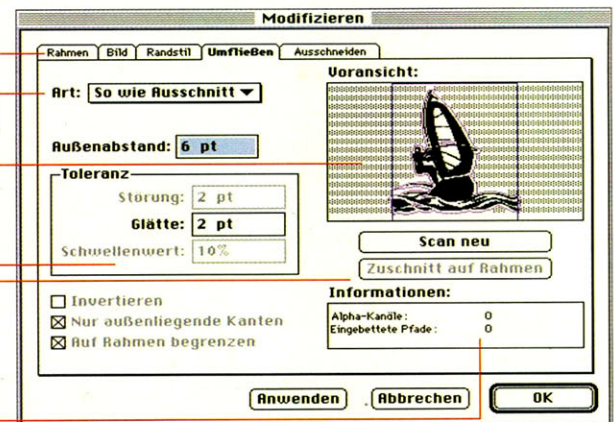 Modifizieren
Rahmen Bild Randstil Umfließen Ausschneiden
Art: So wie Ausschnitt
Voransicht:
Außenabstand: 6 pt
Toleranz
Störung: 2 pt
Glätte: 2 pt
Schwellenwert: 10%
Scan neu
Zuschnitt auf Rahmen
Invertieren
Nur außenliegende Kanten
Auf Rahmen begrenzen
Informationen:
Alpha-Kanäle: 0
Eingebettete Pfade: 0
Anwenden Abbrechen OK